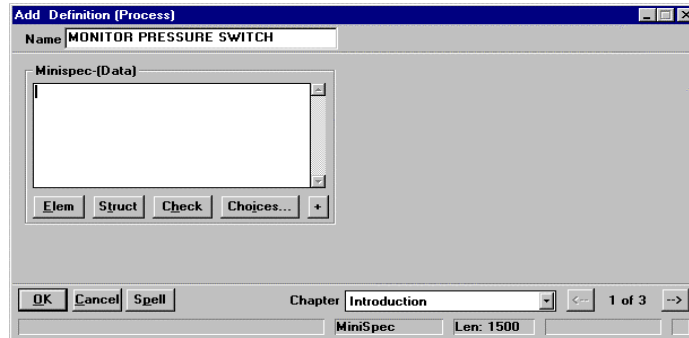 Add Definition (Process)
Name MONITOR PRESSURE SWITCH
Minispec-(Data)
Elem Struct Check Choices... +
OK Cancel Spell Chapter Introduction <-- 1 of 3 -->
MiniSpec Len: 1500